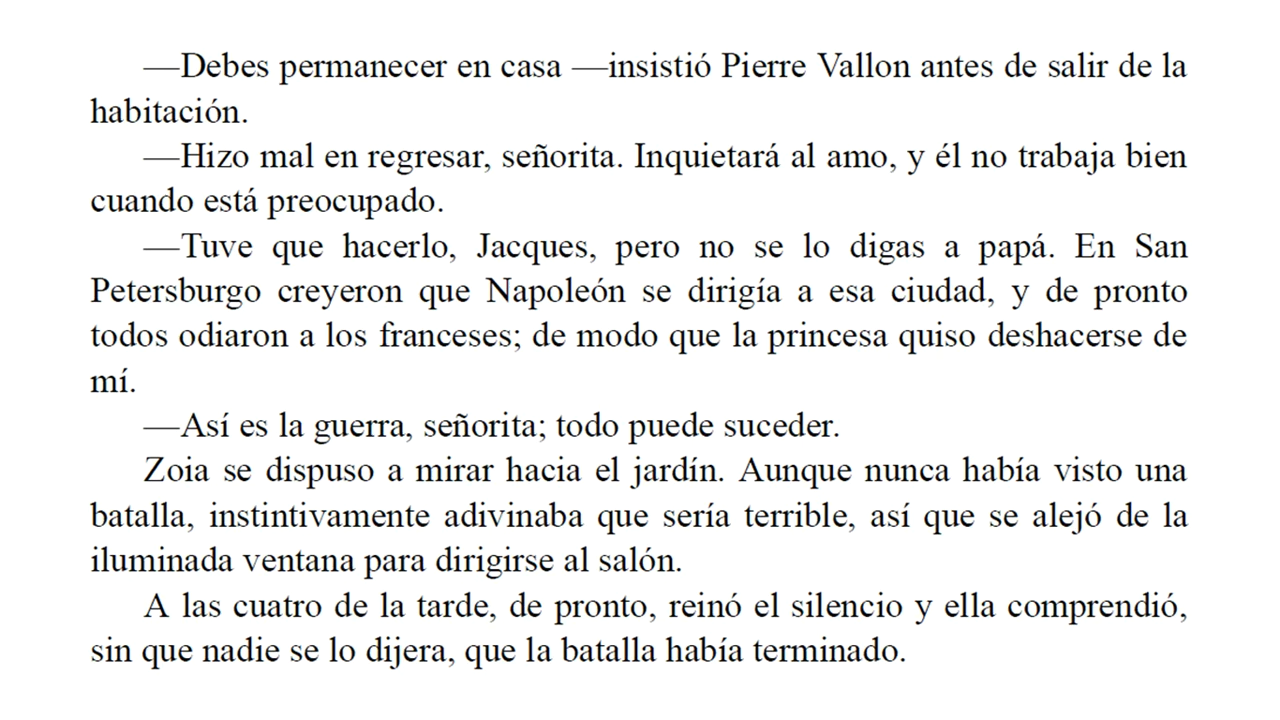 —Debes permanecer en casa —insistió Pierre Vallon antes de salir de la
habitación.
—Hizo mal en regresar, señorita. Inquietará al amo, y él no trabaja bien
cuando está preocupado.
—Tuve que hacerlo, Jacques, pero no se lo digas a papá. En San
Petersburgo creyeron que Napoleón se dirigía a esa ciudad, y de pronto
todos odiaron a los franceses; de modo que la princesa quiso deshacerse de
mí.
—Así es la guerra, señorita; todo puede suceder.
Zoia se dispuso a mirar hacia el jardín. Aunque nunca había visto una
batalla, instintivamente adivinaba que sería terrible, así que se alejó de la
iluminada ventana para dirigirse al salón.
A las cuatro de la tarde, de pronto, reinó el silencio y ella comprendió,
sin que nadie se lo dijera, que la batalla había terminado.